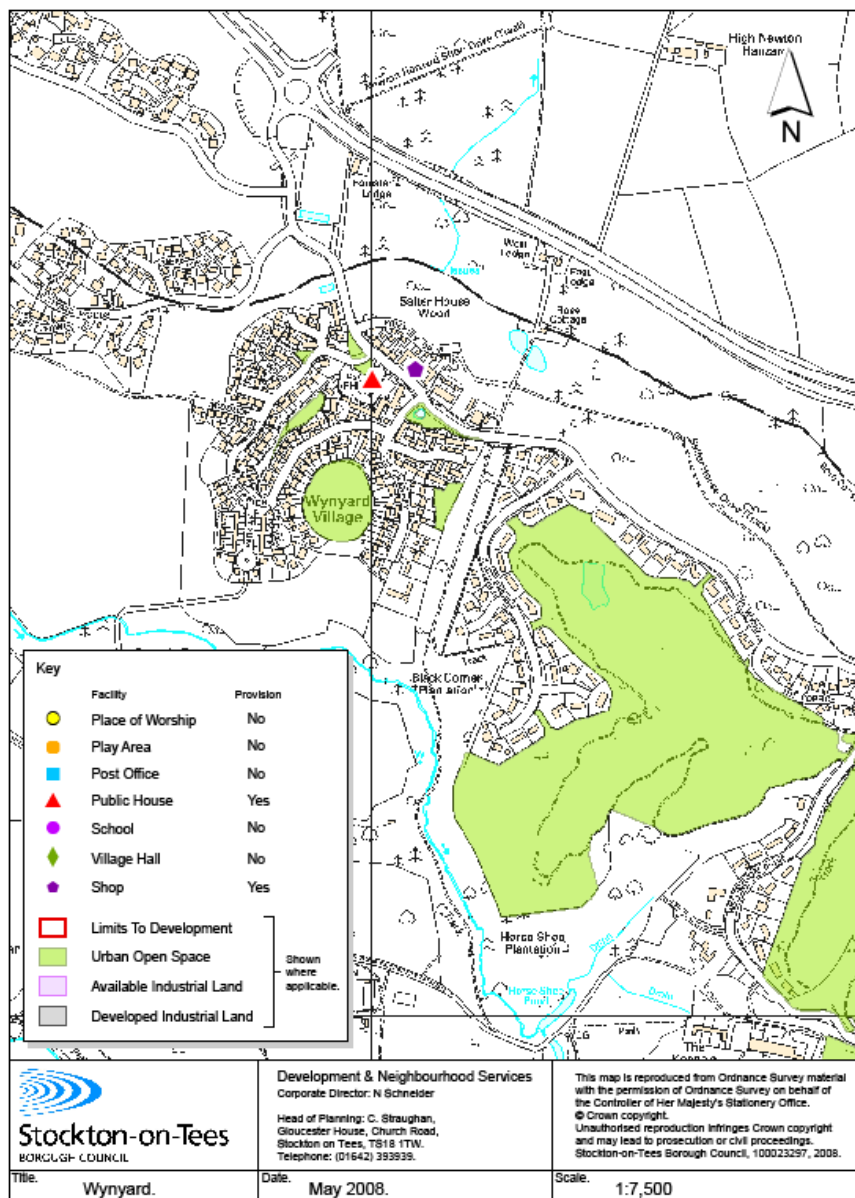 High Newton
Hanzard
N
Lodge
West
Lodge
East
Lodge
Rose
Cottage
Salter House
Wood
PH
Wynyard
Village
Track
Black Corner
Plantation
Horse Shoe
Plantation
Drain
Horse Shoe
Pond
Drain
The
Key
Facility Provision
Place of Worship No
Play Area No
Post Office No
Public House Yes
School No
Village Hall No
Shop Yes
Limits To Development
Urban Open Space
Available Industrial Land
Developed Industrial Land
Shown
where
applicable.
Stockton-on-Tees
BOROUGH COUNCIL
Development & Neighbourhood Services
Corporate Director: N Schneider
Head of Planning: C. Straughan,
Gloucester House, Church Road,
Stockton on Tees, TS18 1TW.
Telephone: (01642) 393939.
This map is reproduced from Ordnance Survey material
with the permission of Ordnance Survey on behalf of
the Controller of Her Majesty's Stationery Office.
© Crown copyright.
Unauthorised reproduction infringes Crown copyright
and may lead to prosecution or civil proceedings.
Stockton-on-Tees Borough Council, 100023297, 2008.
Title. Wynyard.
Date. May 2008.
Scale. 1:7,500